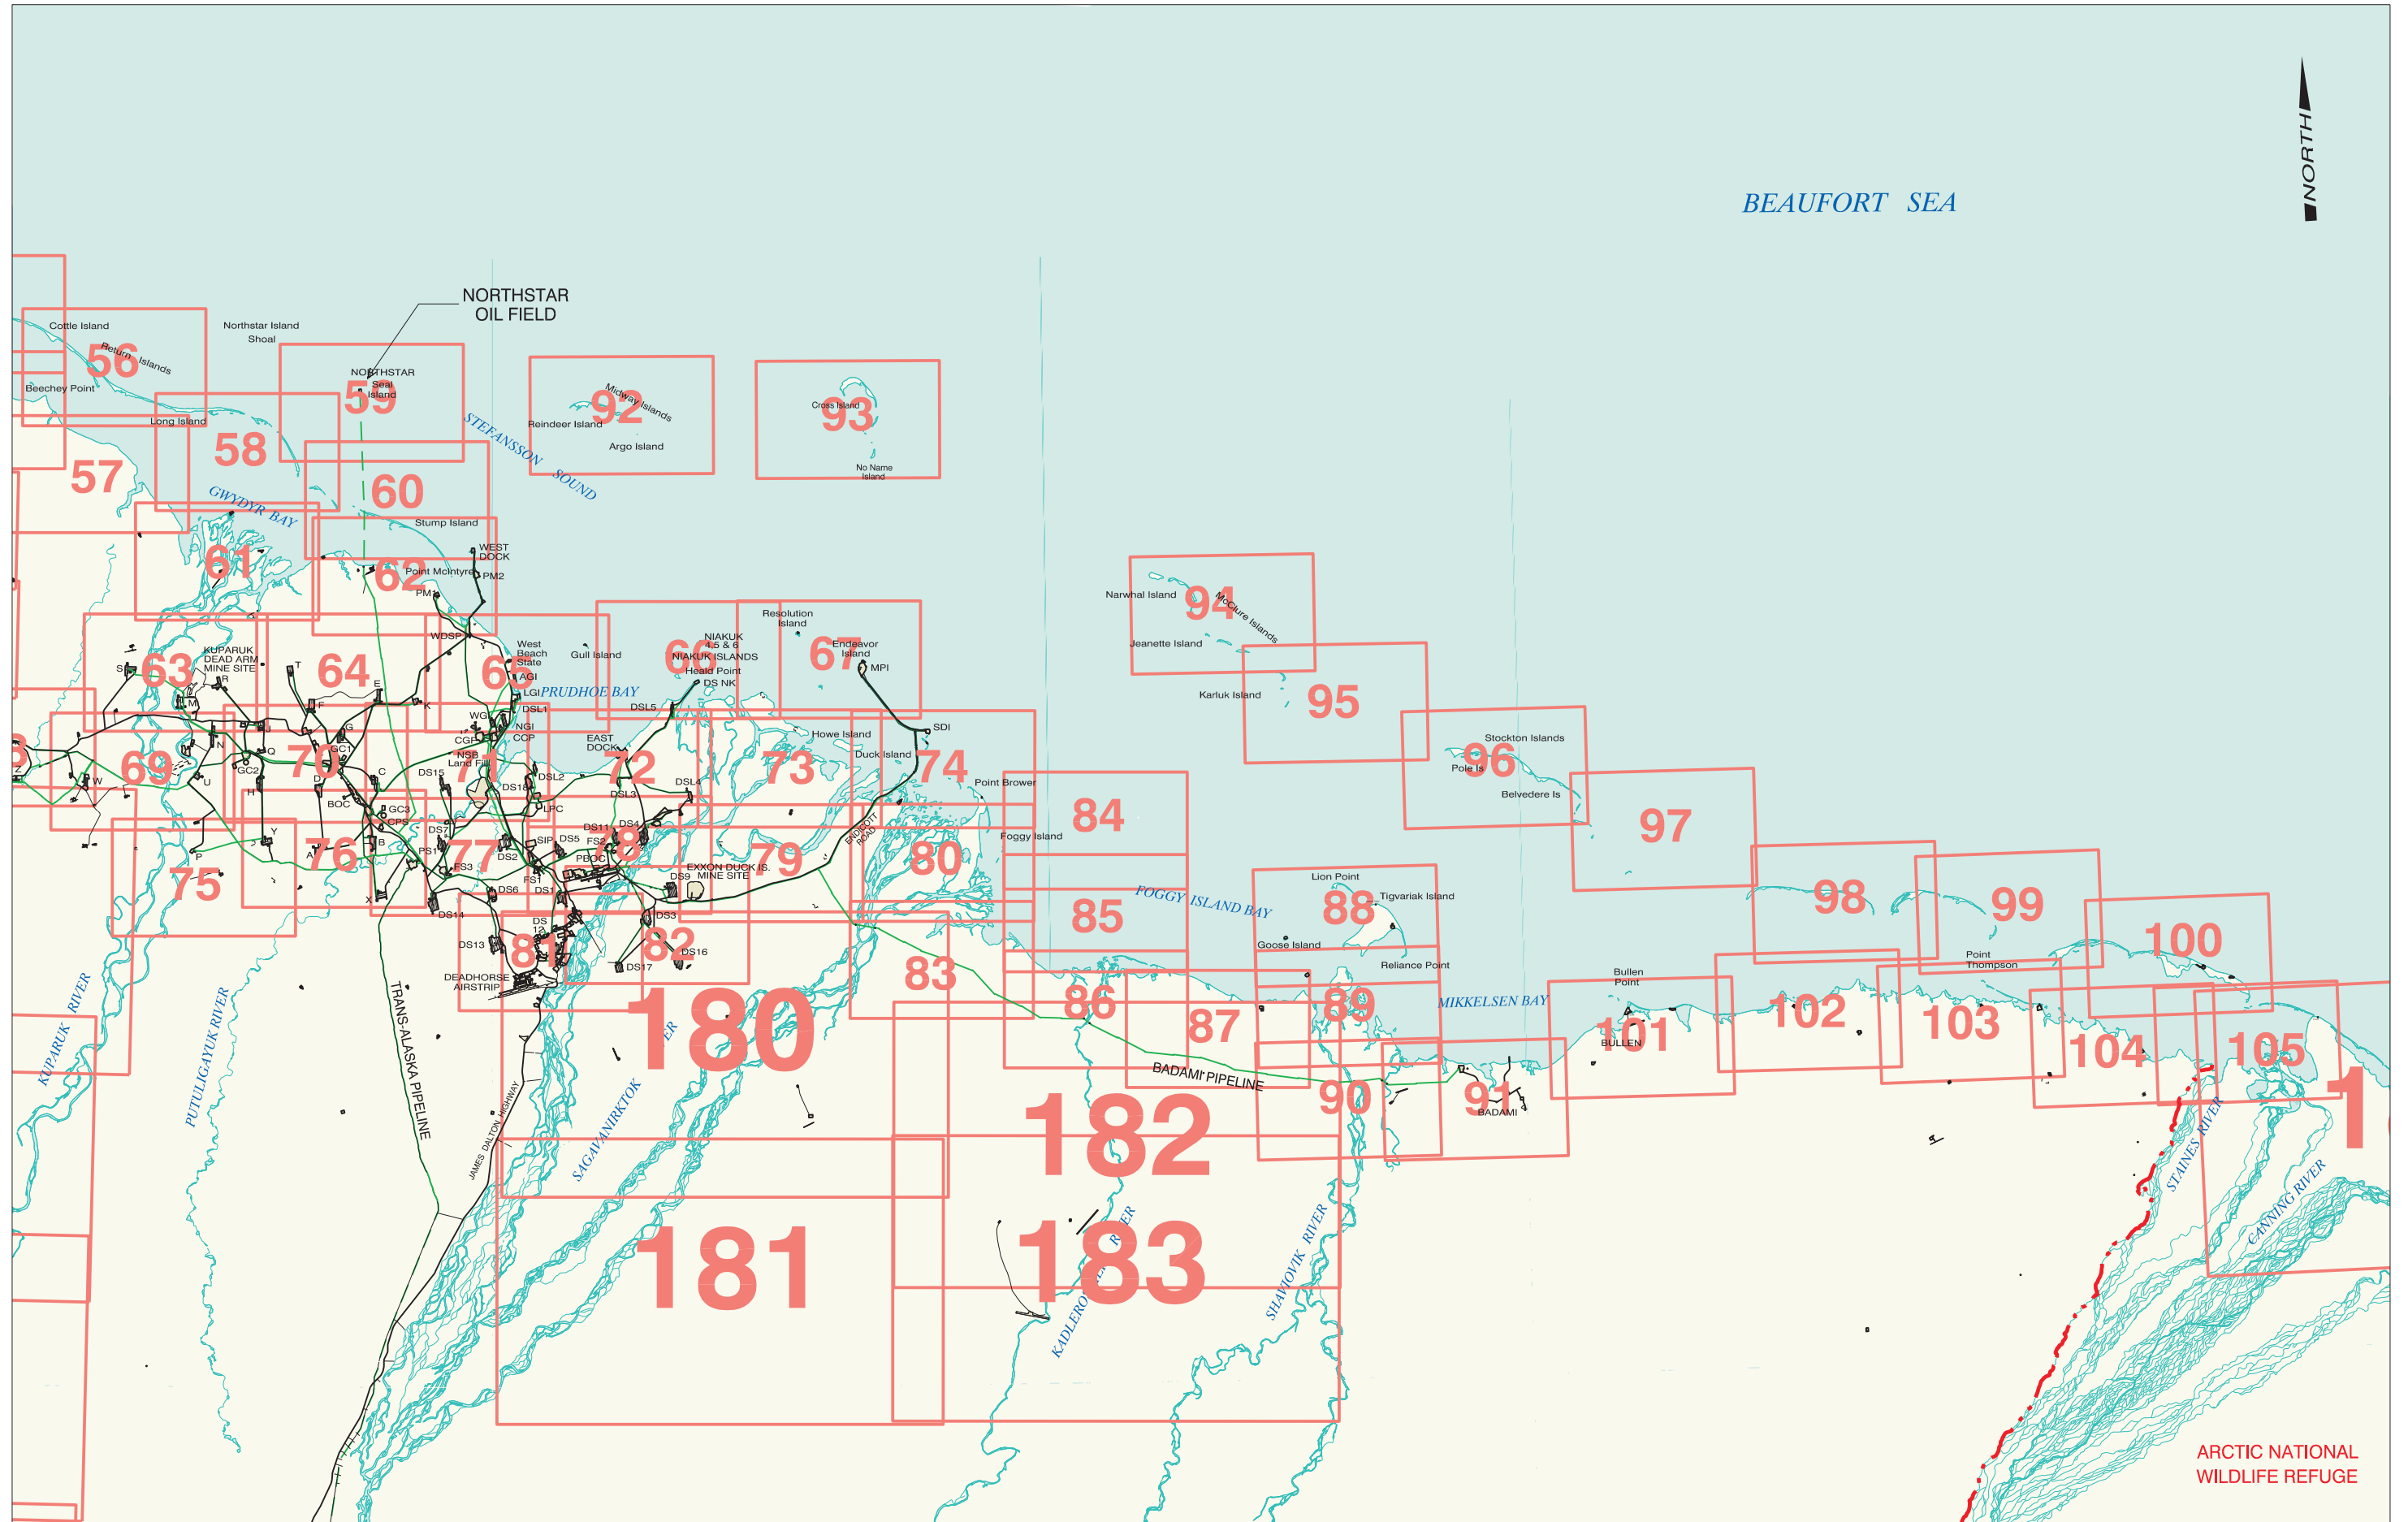 BEAUFORT SEA
NORTH
NORTHSTAR
OIL FIELD
Cottle Island
Return Islands
56
Beechey Point
Northstar Island
Shoal
NORTHSTAR
Seal
Island
59
Long Island
58
57
GWYDYR BAY
60
STEFANSSON SOUND
92
Midway Islands
Reindeer Island
Argo Island
93
Cross Island
No Name
Island
Stump Island
WEST
DOCK
PM2
61
62
Point McIntyre
PM1
WDSP
94
Narwhal Island
McClure Islands
Jeanette Island
KUPARUK
DEAD ARM
MINE SITE
63
S
R
M
T
64
E
F
K
65
West
Beach
State
AGI
LGI
Gull Island
PRUDHOE BAY
66
NIAKUK
4,5 & 6
NIAKUK ISLANDS
Heald Point
DS NK
67
Resolution
Island
Endeavor
Island
MPI
95
Karluk Island
96
Stockton Islands
Pole Is
Belvedere Is
97
DSL1
WGI
NGI
CGF
CCP
NSB
Land Fill
DSL5
EAST
DOCK
Howe Island
SDI
Duck Island
Z
W
69
N
J
Q
GC2
U
H
70
G
GC1
D
C
BOC
71
DS15
DS18
DSL2
LPC
72
DSL3
DSL4
73
74
Point Brower
84
GC3
CPS
DS7
Foggy Island
Y
P
75
A
76
B
X
PS1
77
FS3
DS2
SIP
DS5
DS11
DS4
FS2
78
PBOC
FS1
DS1
DS6
DS14
EXXON DUCK IS.
MINE SITE
DS9
79
ENDICOTT
ROAD
80
85
FOGGY ISLAND BAY
Lion Point
88
Tigvariak Island
Goose Island
Reliance Point
98
99
Point
Thompson
100
DS3
DS
12
DS13
81
82
DS16
DS17
DEADHORSE
AIRSTRIP
83
86
87
89
MIKKELSEN BAY
Bullen
Point
101
BULLEN
102
103
104
105
KUPARUK RIVER
PUTULIGAYUK RIVER
TRANS-ALASKA PIPELINE
JAMES DALTON HIGHWAY
180
SAGAVANIRKTOK
BADAMI PIPELINE
90
91
BADAMI
182
181
183
SHAVIOVIK RIVER
STAINES RIVER
CANNING RIVER
ARCTIC NATIONAL
WILDLIFE REFUGE